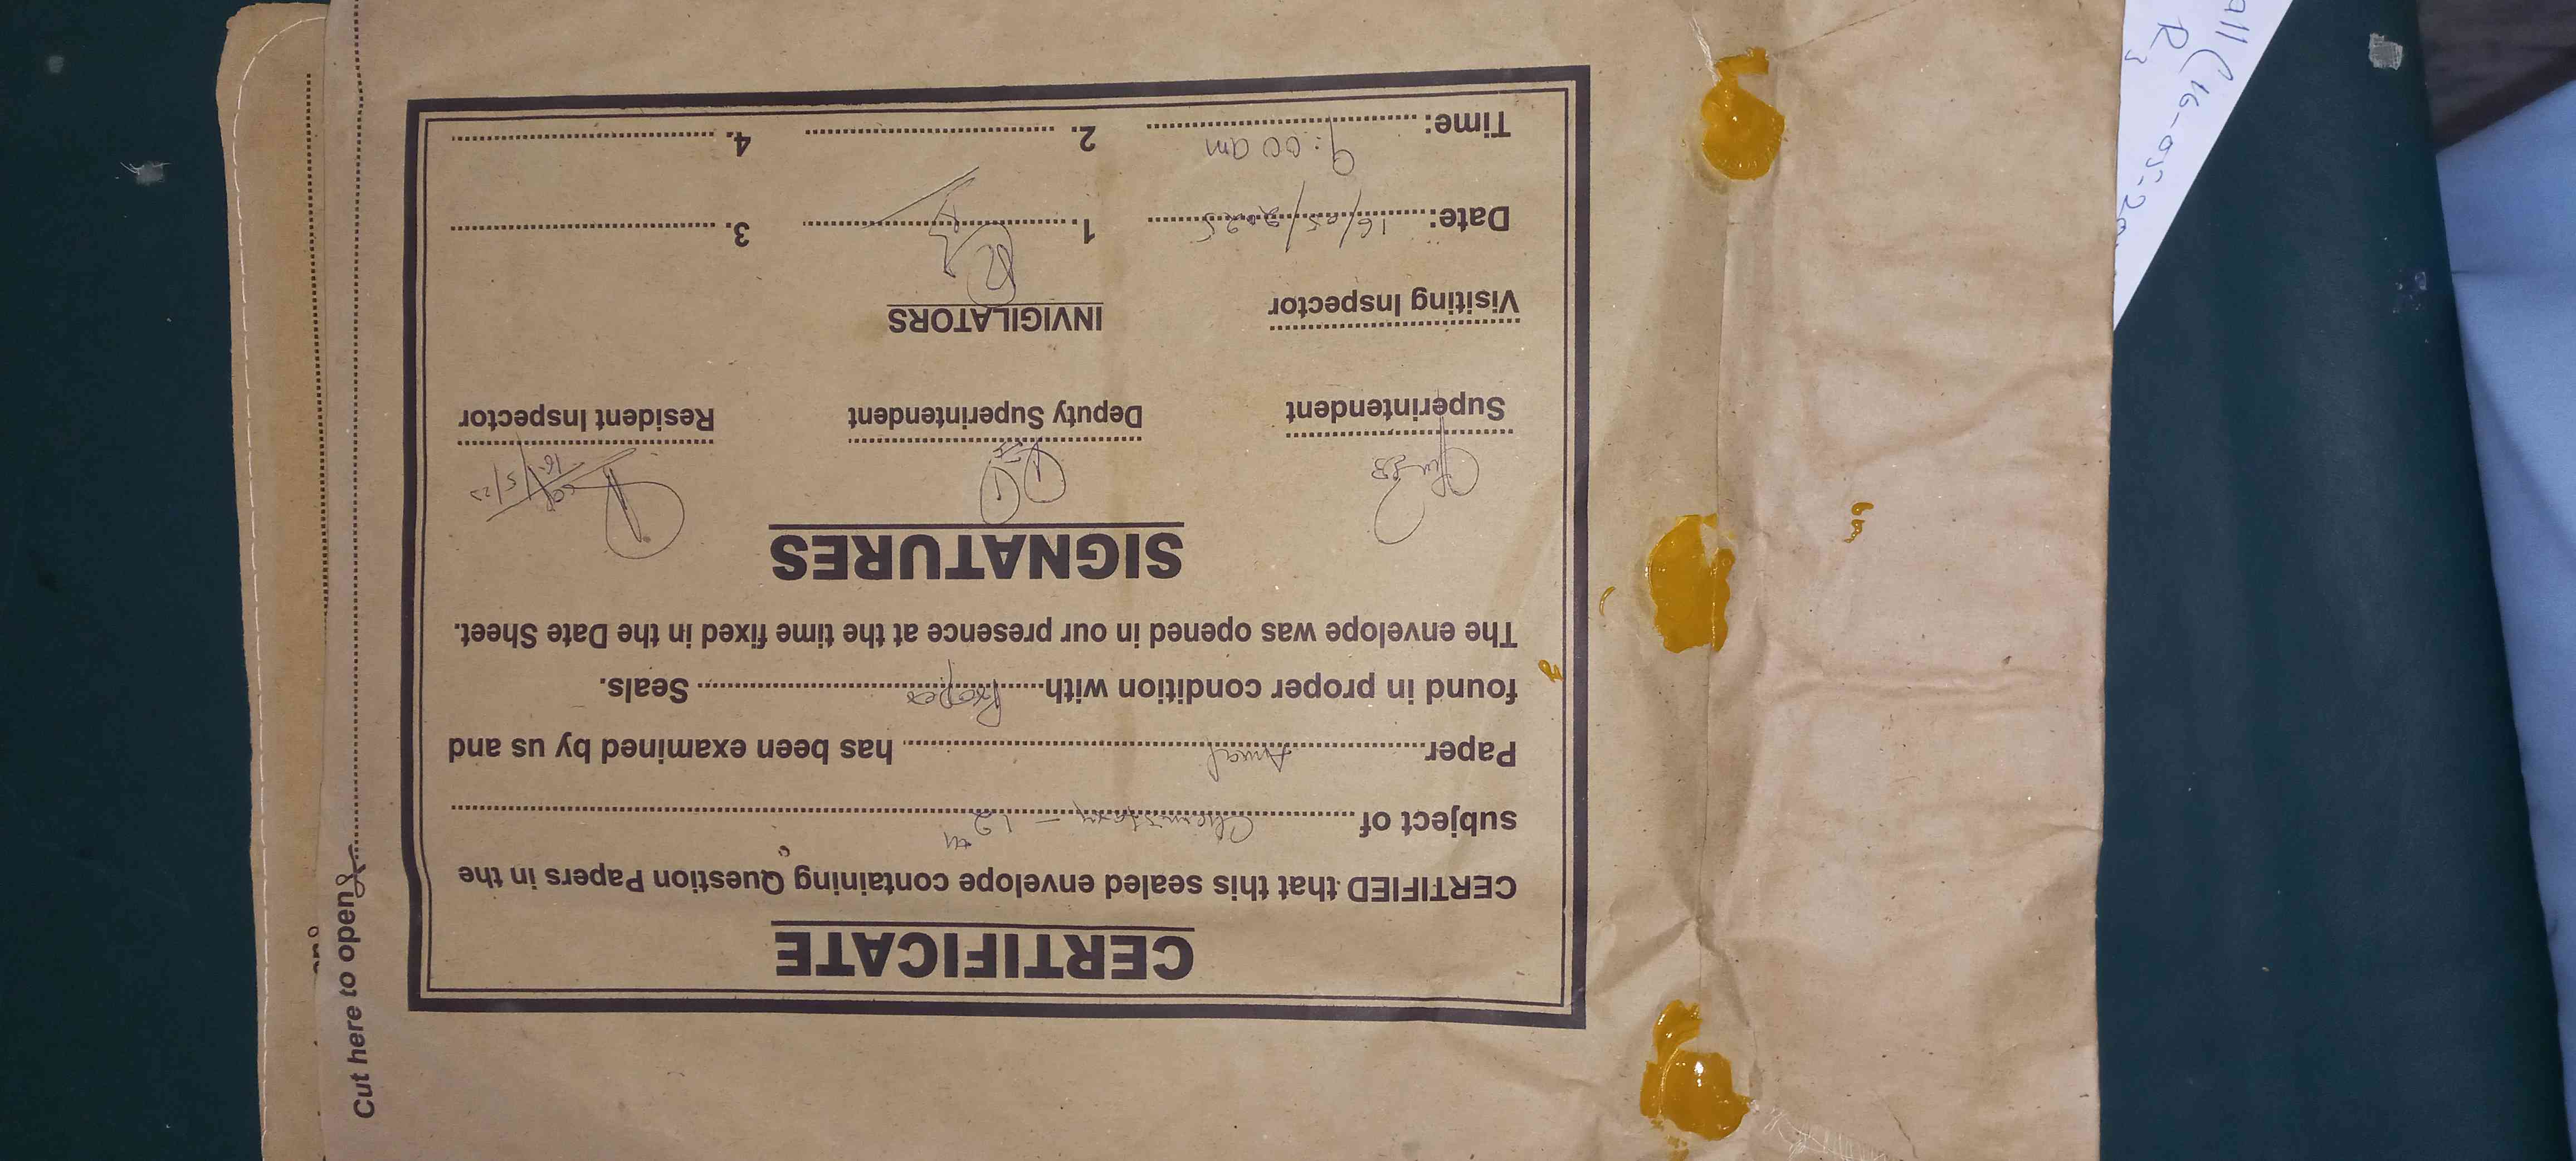 CERTIFICATE
CERTIFIED that this sealed envelope containing Question Papers in the
subject of Chemistry - 12th
Paper Annual has been examined by us and
found in proper condition with Proper Seals.
The envelope was opened in our presence at the time fixed in the Date Sheet.
SIGNATURES
Superintendent Deputy Superintendent Resident Inspector
Visiting Inspector INVIGILATORS
Date: 16/05/2025 1. 3.
Time: 9:00 am 2. 4.
Cut here to open